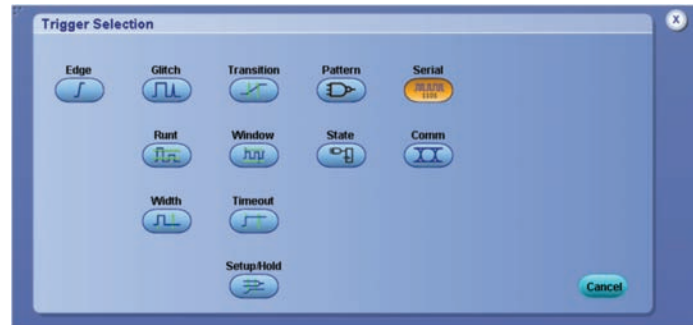 Trigger Selection
X
Edge Glitch Transition Pattern Serial
Runt Window State Comm
Width Timeout
Setup/Hold
Cancel